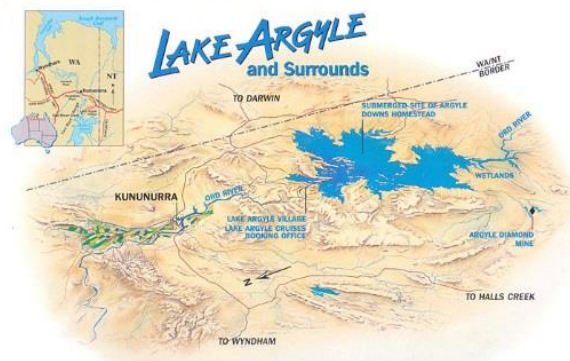 LAKE ARGYLE
and Surrounds
WA/NT
BORDER
TO DARWIN
SUBMERGED SITE OF ARGYLE
DOWNS HOMESTEAD
ORD RIVER
WETLANDS
KUNUNURRA
ORD RIVER
LAKE ARGYLE VILLAGE
LAKE ARGYLE CRUISES
BOOKING OFFICE
ARGYLE DIAMOND
MINE
N
TO HALLS CREEK
TO WYNDHAM
WA
NT
Wyndham
Kununurra